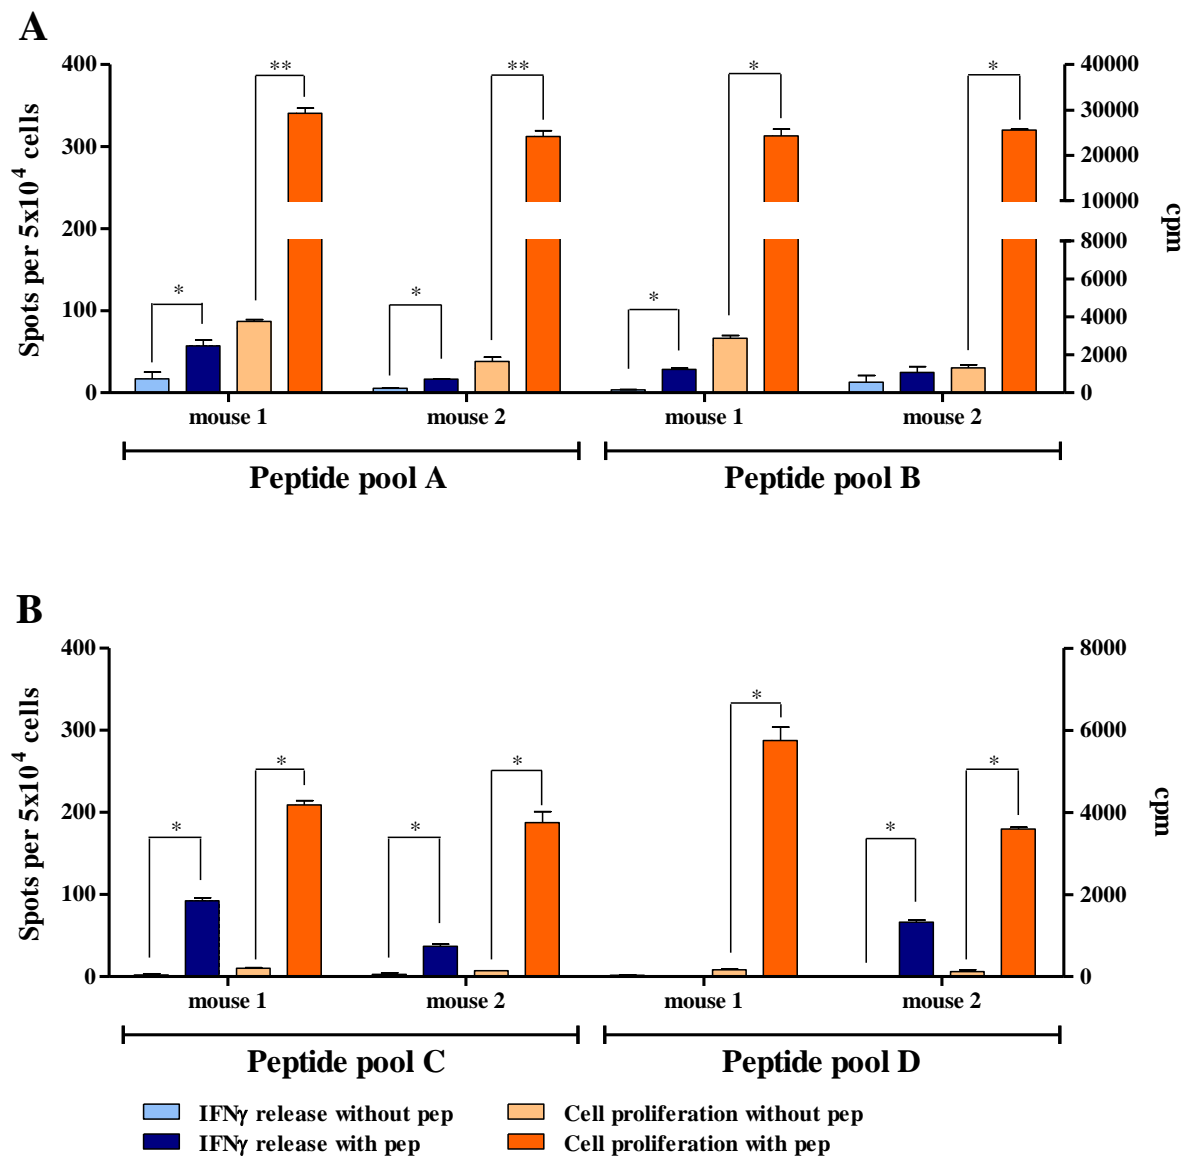 A
** ** * *
400 40000
30000
300
20000
10000
200
8000
6000
* * *
100
4000
2000
0 0
Spots per 5x10⁴ cells
cpm
mouse 1 mouse 2 mouse 1 mouse 2
Peptide pool A Peptide pool B
B
400 8000
*
300 6000
* * *
200 4000
* * *
100 2000
0 0
Spots per 5x10⁴ cells
cpm
mouse 1 mouse 2 mouse 1 mouse 2
Peptide pool C Peptide pool D
IFNγ release without pep Cell proliferation without pep
IFNγ release with pep Cell proliferation with pep